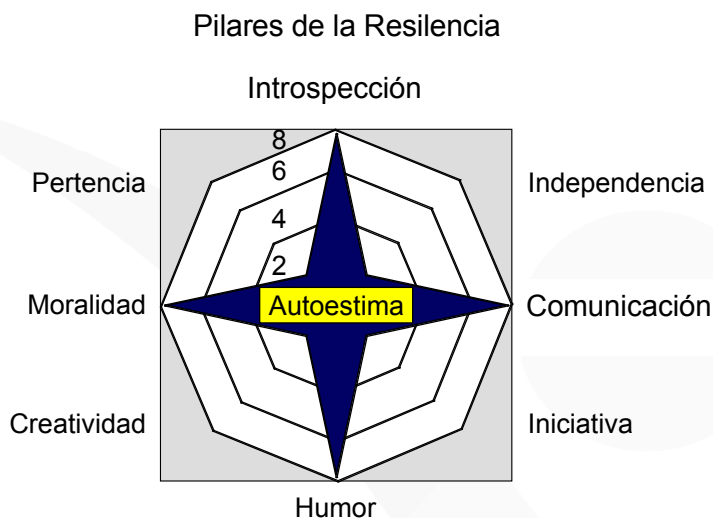 Pilares de la Resilencia
Introspección
8
6
Pertencia
Independencia
4
2
Moralidad
Autoestima
Comunicación
Creatividad
Iniciativa
Humor